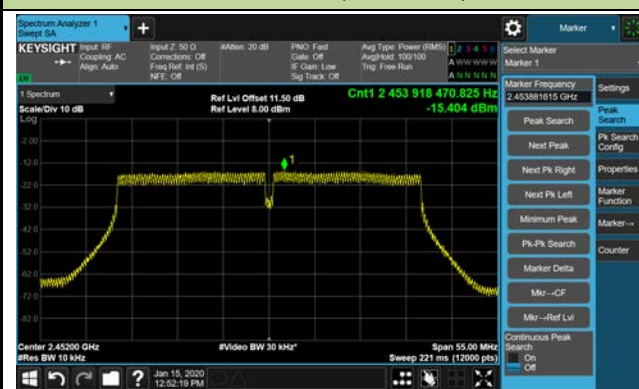 Spectrum Analyzer 1
Swept SA
Marker
KEYSIGHT Input: RF
Coupling: AC
Align: Auto
Input Z: 50 Ω
Corrections: Off
Freq Ref: Int (S)
NFE: Off
#Atten: 20 dB
PNO: Fast
Gate: Off
IF Gain: Low
Sig Track: Off
Avg Type: Power (RMS)
Avg|Hold: 100/100
Trig: Free Run
1 2 3 4 5 6
A W W W W W
A N N N N N
Select Marker
Marker 1
1 Spectrum
Scale/Div 10 dB
Log
Ref Lvl Offset 11.50 dB
Ref Level 8.00 dBm
Cnt1 2 453 918 470.825 Hz
-15.404 dBm
1
-2.00
-12.0
-22.0
-32.0
-42.0
-52.0
-62.0
-72.0
-82.0
Center 2.45200 GHz
#Res BW 10 kHz
#Video BW 30 kHz*
Span 55.00 MHz
Sweep 221 ms (12000 pts)
Marker Frequency
2.453881615 GHz
Peak Search
Next Peak
Next Pk Right
Next Pk Left
Minimum Peak
Pk-Pk Search
Marker Delta
Mkr→CF
Mkr→Ref Lvl
Continuous Peak
Search
On
Off
Settings
Peak
Search
Pk Search
Config
Properties
Marker
Function
Marker→
Counter
Jan 15, 2020
12:52:19 PM